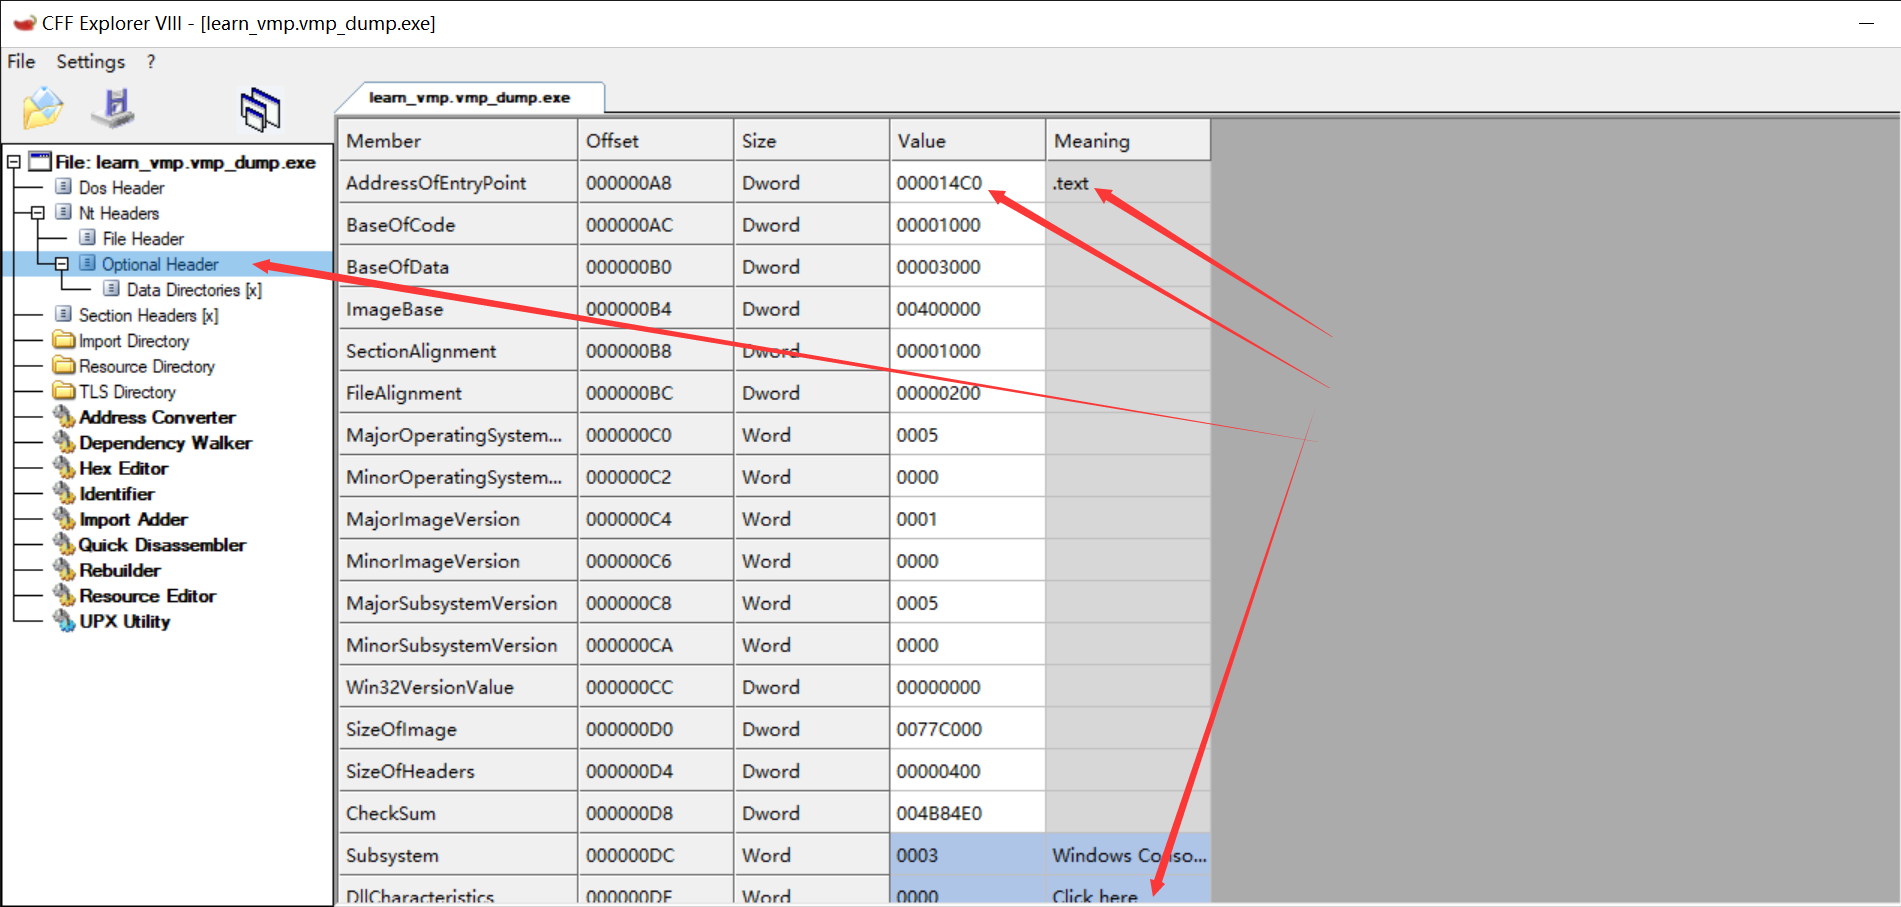 CFF Explorer VIII - [learn_vmp.vmp_dump.exe]
File Settings ?
learn_vmp.vmp_dump.exe
File: learn_vmp.vmp_dump.exe
Dos Header
Nt Headers
File Header
Optional Header
Data Directories [x]
Section Headers [x]
Import Directory
Resource Directory
TLS Directory
Address Converter
Dependency Walker
Hex Editor
Identifier
Import Adder
Quick Disassembler
Rebuilder
Resource Editor
UPX Utility
Member Offset Size Value Meaning
AddressOfEntryPoint 000000A8 Dword 000014C0 .text
BaseOfCode 000000AC Dword 00001000
BaseOfData 000000B0 Dword 00003000
ImageBase 000000B4 Dword 00400000
SectionAlignment 000000B8 Dword 00001000
FileAlignment 000000BC Dword 00000200
MajorOperatingSystem... 000000C0 Word 0005
MinorOperatingSystem... 000000C2 Word 0000
MajorImageVersion 000000C4 Word 0001
MinorImageVersion 000000C6 Word 0000
MajorSubsystemVersion 000000C8 Word 0005
MinorSubsystemVersion 000000CA Word 0000
Win32VersionValue 000000CC Dword 00000000
SizeOfImage 000000D0 Dword 0077C000
SizeOfHeaders 000000D4 Dword 00000400
CheckSum 000000D8 Dword 004B84E0
Subsystem 000000DC Word 0003 Windows Conso...
DllCharacteristics 000000DE Word 0000 Click here